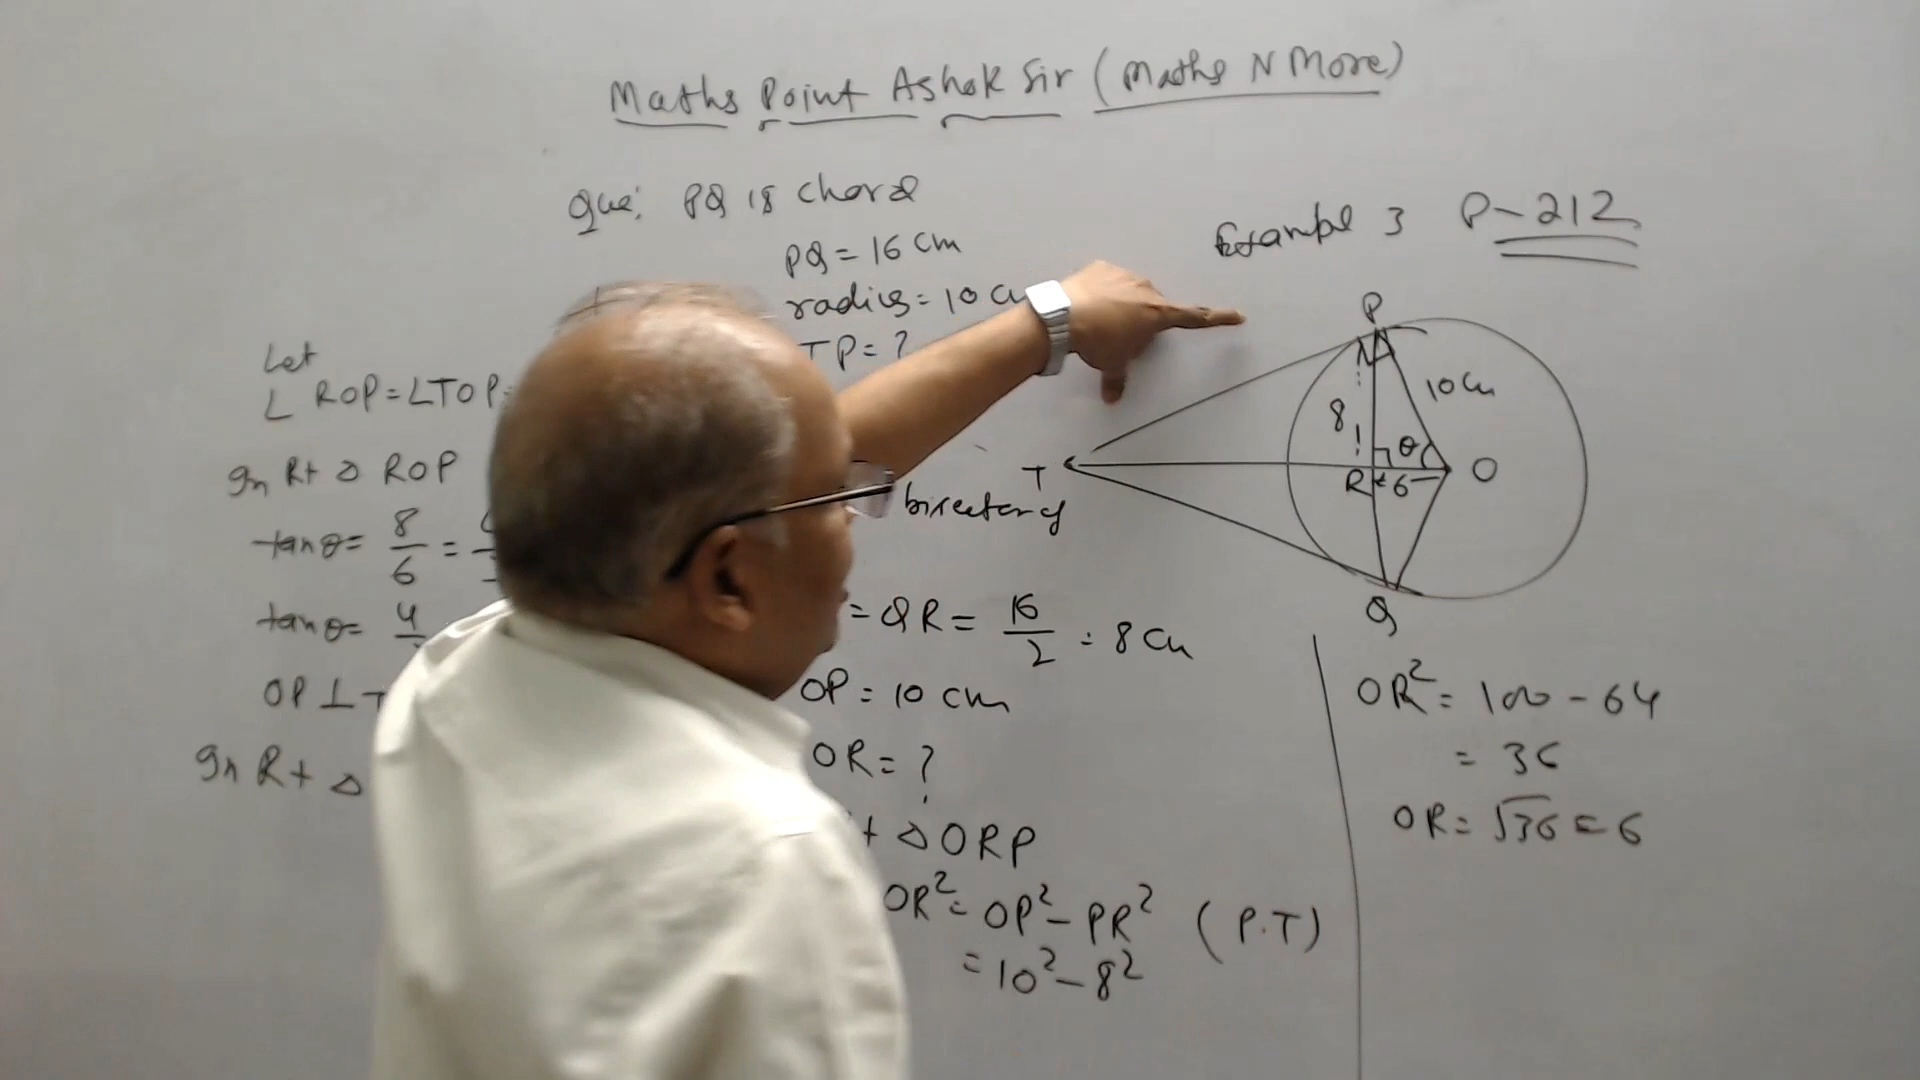 Maths Point Ashok Sir (Maths N More)
Que: PQ is chord
PQ = 16 cm
radius = 10 c
TP = ?
Example 3 P-212
Let
∠ ROP = ∠TOP
In Rt △ ROP
tanθ = 8/6 =
tanθ = 4
OP ⊥ T
In Rt △
bisector of
= QR = 16/2 = 8 cm
OP = 10 cm
OR = ?
t △ ORP
OR² = OP² - PR² (P.T)
= 10² - 8²
OR² = 100 - 64
= 36
OR = √36 = 6
P
10 cm
8
θ
T
R
6
O
Q